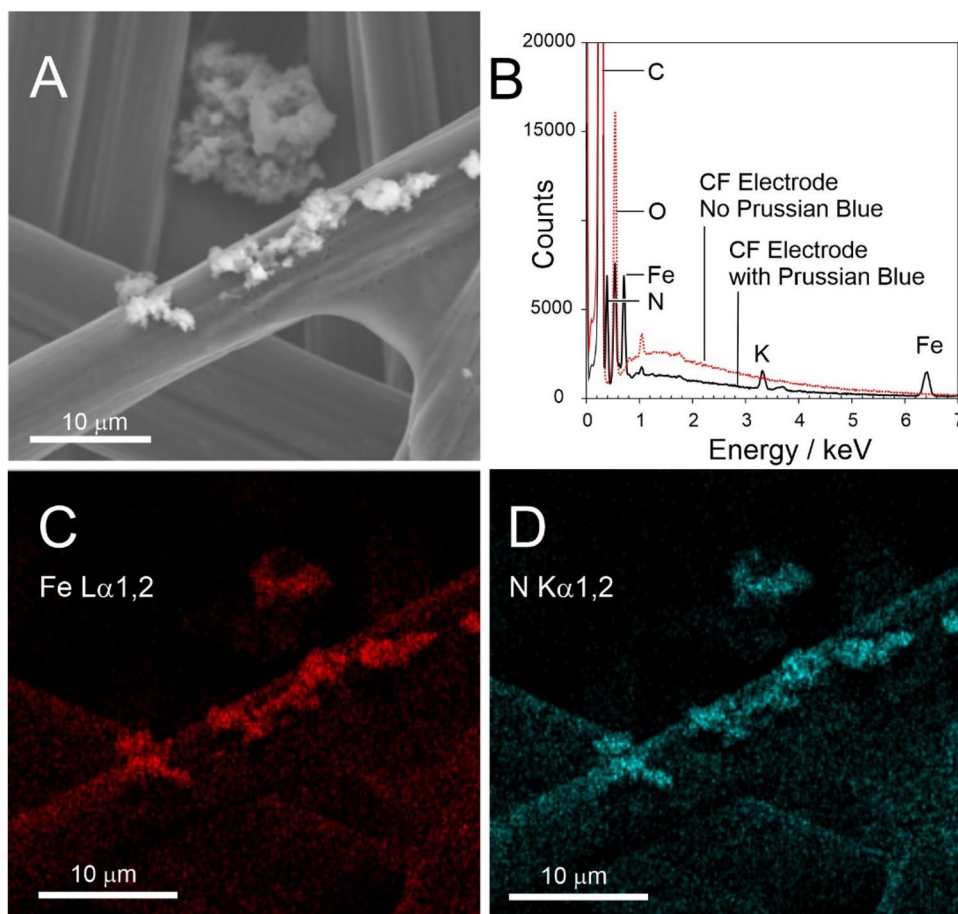 A
10 μm
B
20000
15000
10000
5000
0
Counts
C
O
Fe
N
CF Electrode
No Prussian Blue
CF Electrode
with Prussian Blue
K
Fe
0 1 2 3 4 5 6 7
Energy / keV
C
Fe Lα1,2
10 μm
D
N Kα1,2
10 μm